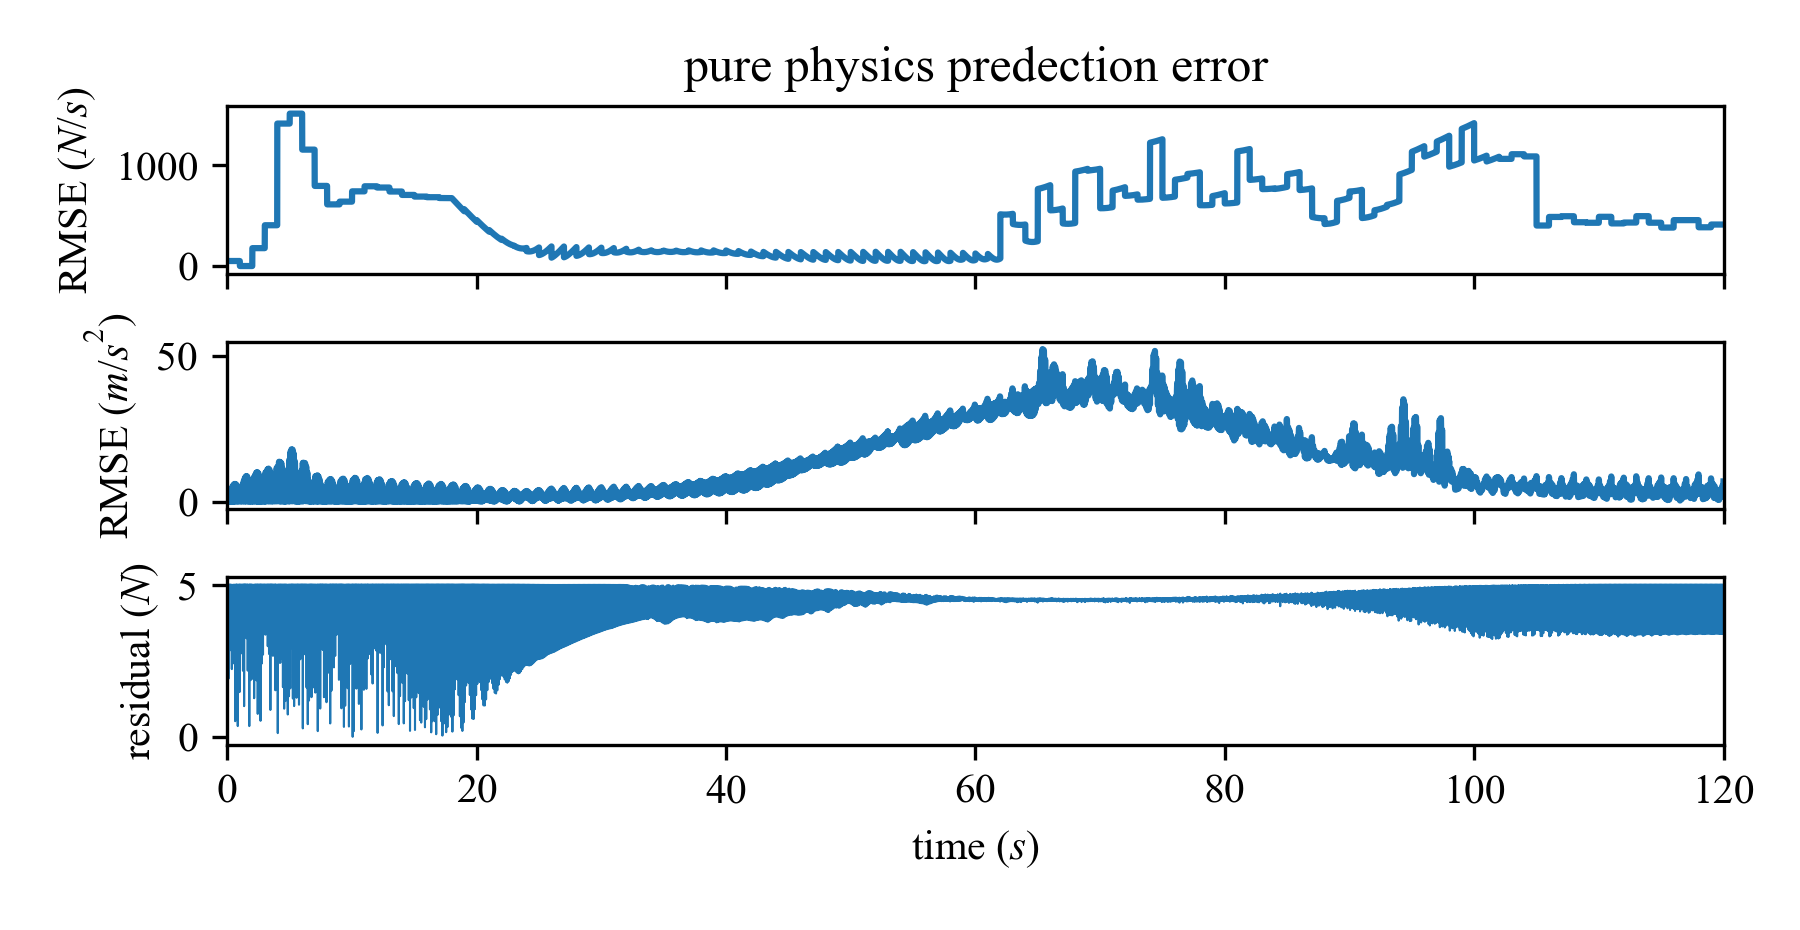 pure physics predection error
RMSE (N/s)
1000
0
RMSE (m/s²)
50
0
residual (N)
5
0
0 20 40 60 80 100 120
time (s)